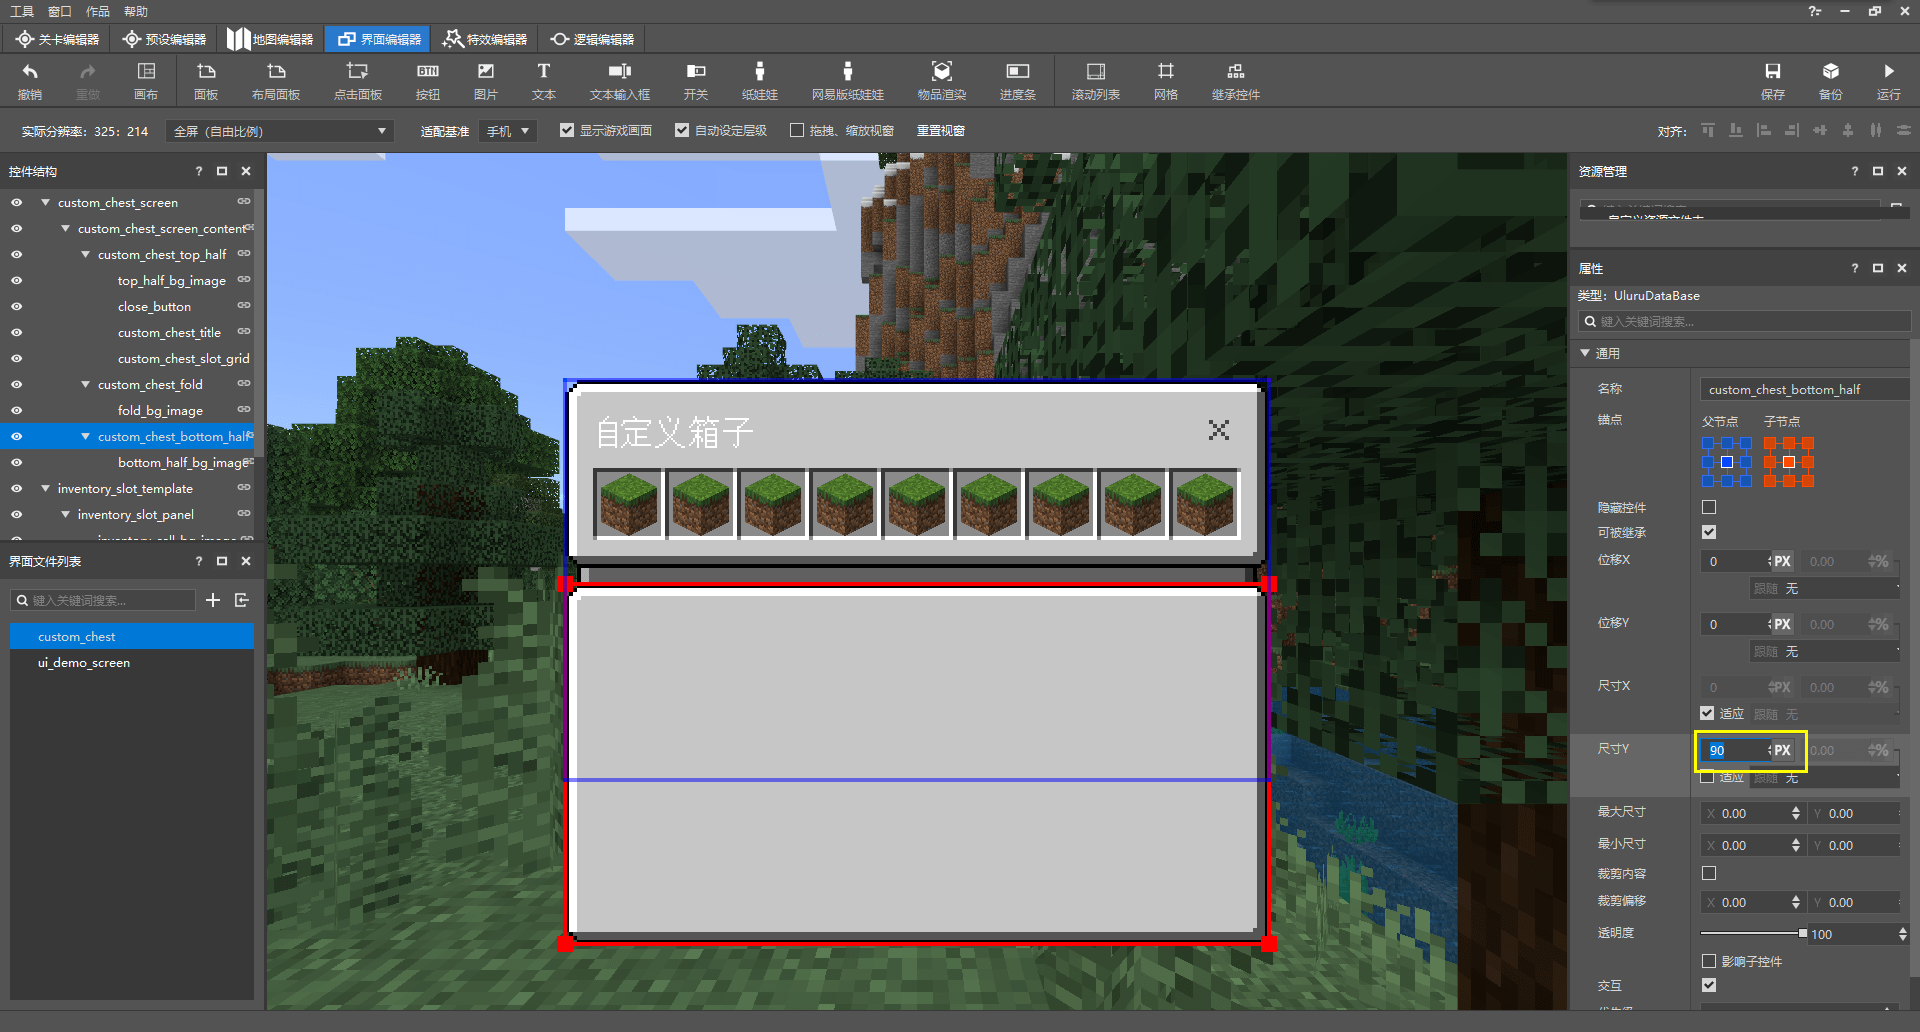 工具 窗口 作品 帮助
关卡编辑器 预设编辑器 地图编辑器 界面编辑器 特效编辑器 逻辑编辑器
撤销 重做 画布 面板 布局面板 点击面板 BTN 按钮 图片 文本 文本输入框 开关 纸娃娃 网易版纸娃娃 物品渲染 进度条 滚动列表 网格 继承控件 保存 备份 运行
实际分辨率：325：214 全屏（自由比例） 适配基准 手机 显示游戏画面 自动设定层级 拖拽、缩放视窗 重置视窗 对齐：
控件结构 ?
custom_chest_screen
custom_chest_screen_content
custom_chest_top_half
top_half_bg_image
close_button
custom_chest_title
custom_chest_slot_grid
custom_chest_fold
fold_bg_image
custom_chest_bottom_half
bottom_half_bg_image
inventory_slot_template
inventory_slot_panel
界面文件列表 ?
键入关键词搜索...
custom_chest
ui_demo_screen
自定义箱子
资源管理 ?
属性 ?
类型：UluruDataBase
键入关键词搜索...
通用
名称 custom_chest_bottom_half
锚点 父节点 子节点
隐藏控件
可被继承
位移X 0 PX 0.00 %
跟随 无
位移Y 0 PX 0.00 %
跟随 无
尺寸X 0 PX 0.00 %
适应 跟随 无
尺寸Y 90 PX 0.00 %
适应 跟随 无
最大尺寸 X 0.00 Y 0.00
最小尺寸 X 0.00 Y 0.00
裁剪内容
裁剪偏移 X 0.00 Y 0.00
透明度 100
影响子控件
交互